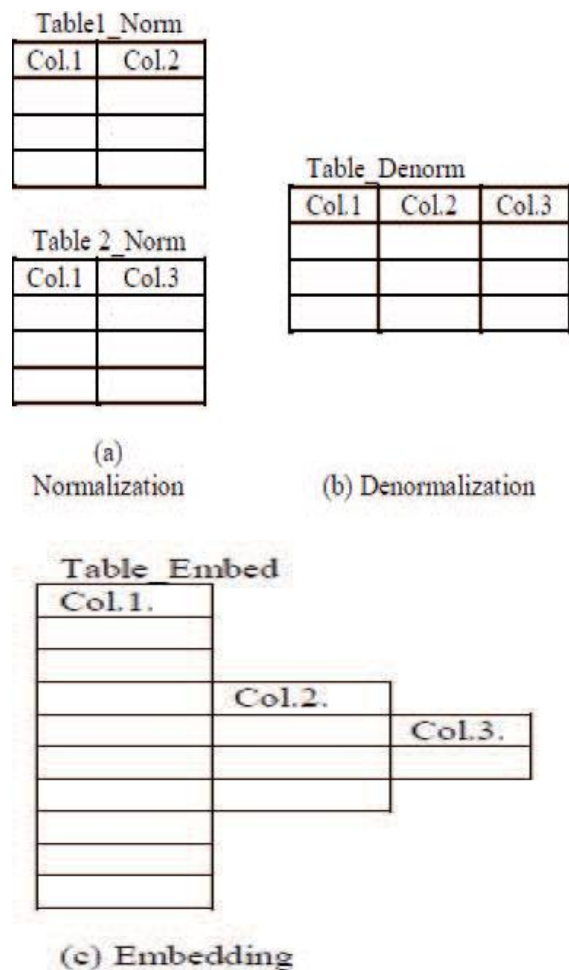 Table1_Norm
Col.1 Col.2
Table 2_Norm
Col.1 Col.3
(a)
Normalization
Table_Denorm
Col.1 Col.2 Col.3
(b) Denormalization
Table_Embed
Col.1.
Col.2.
Col.3.
(c) Embedding